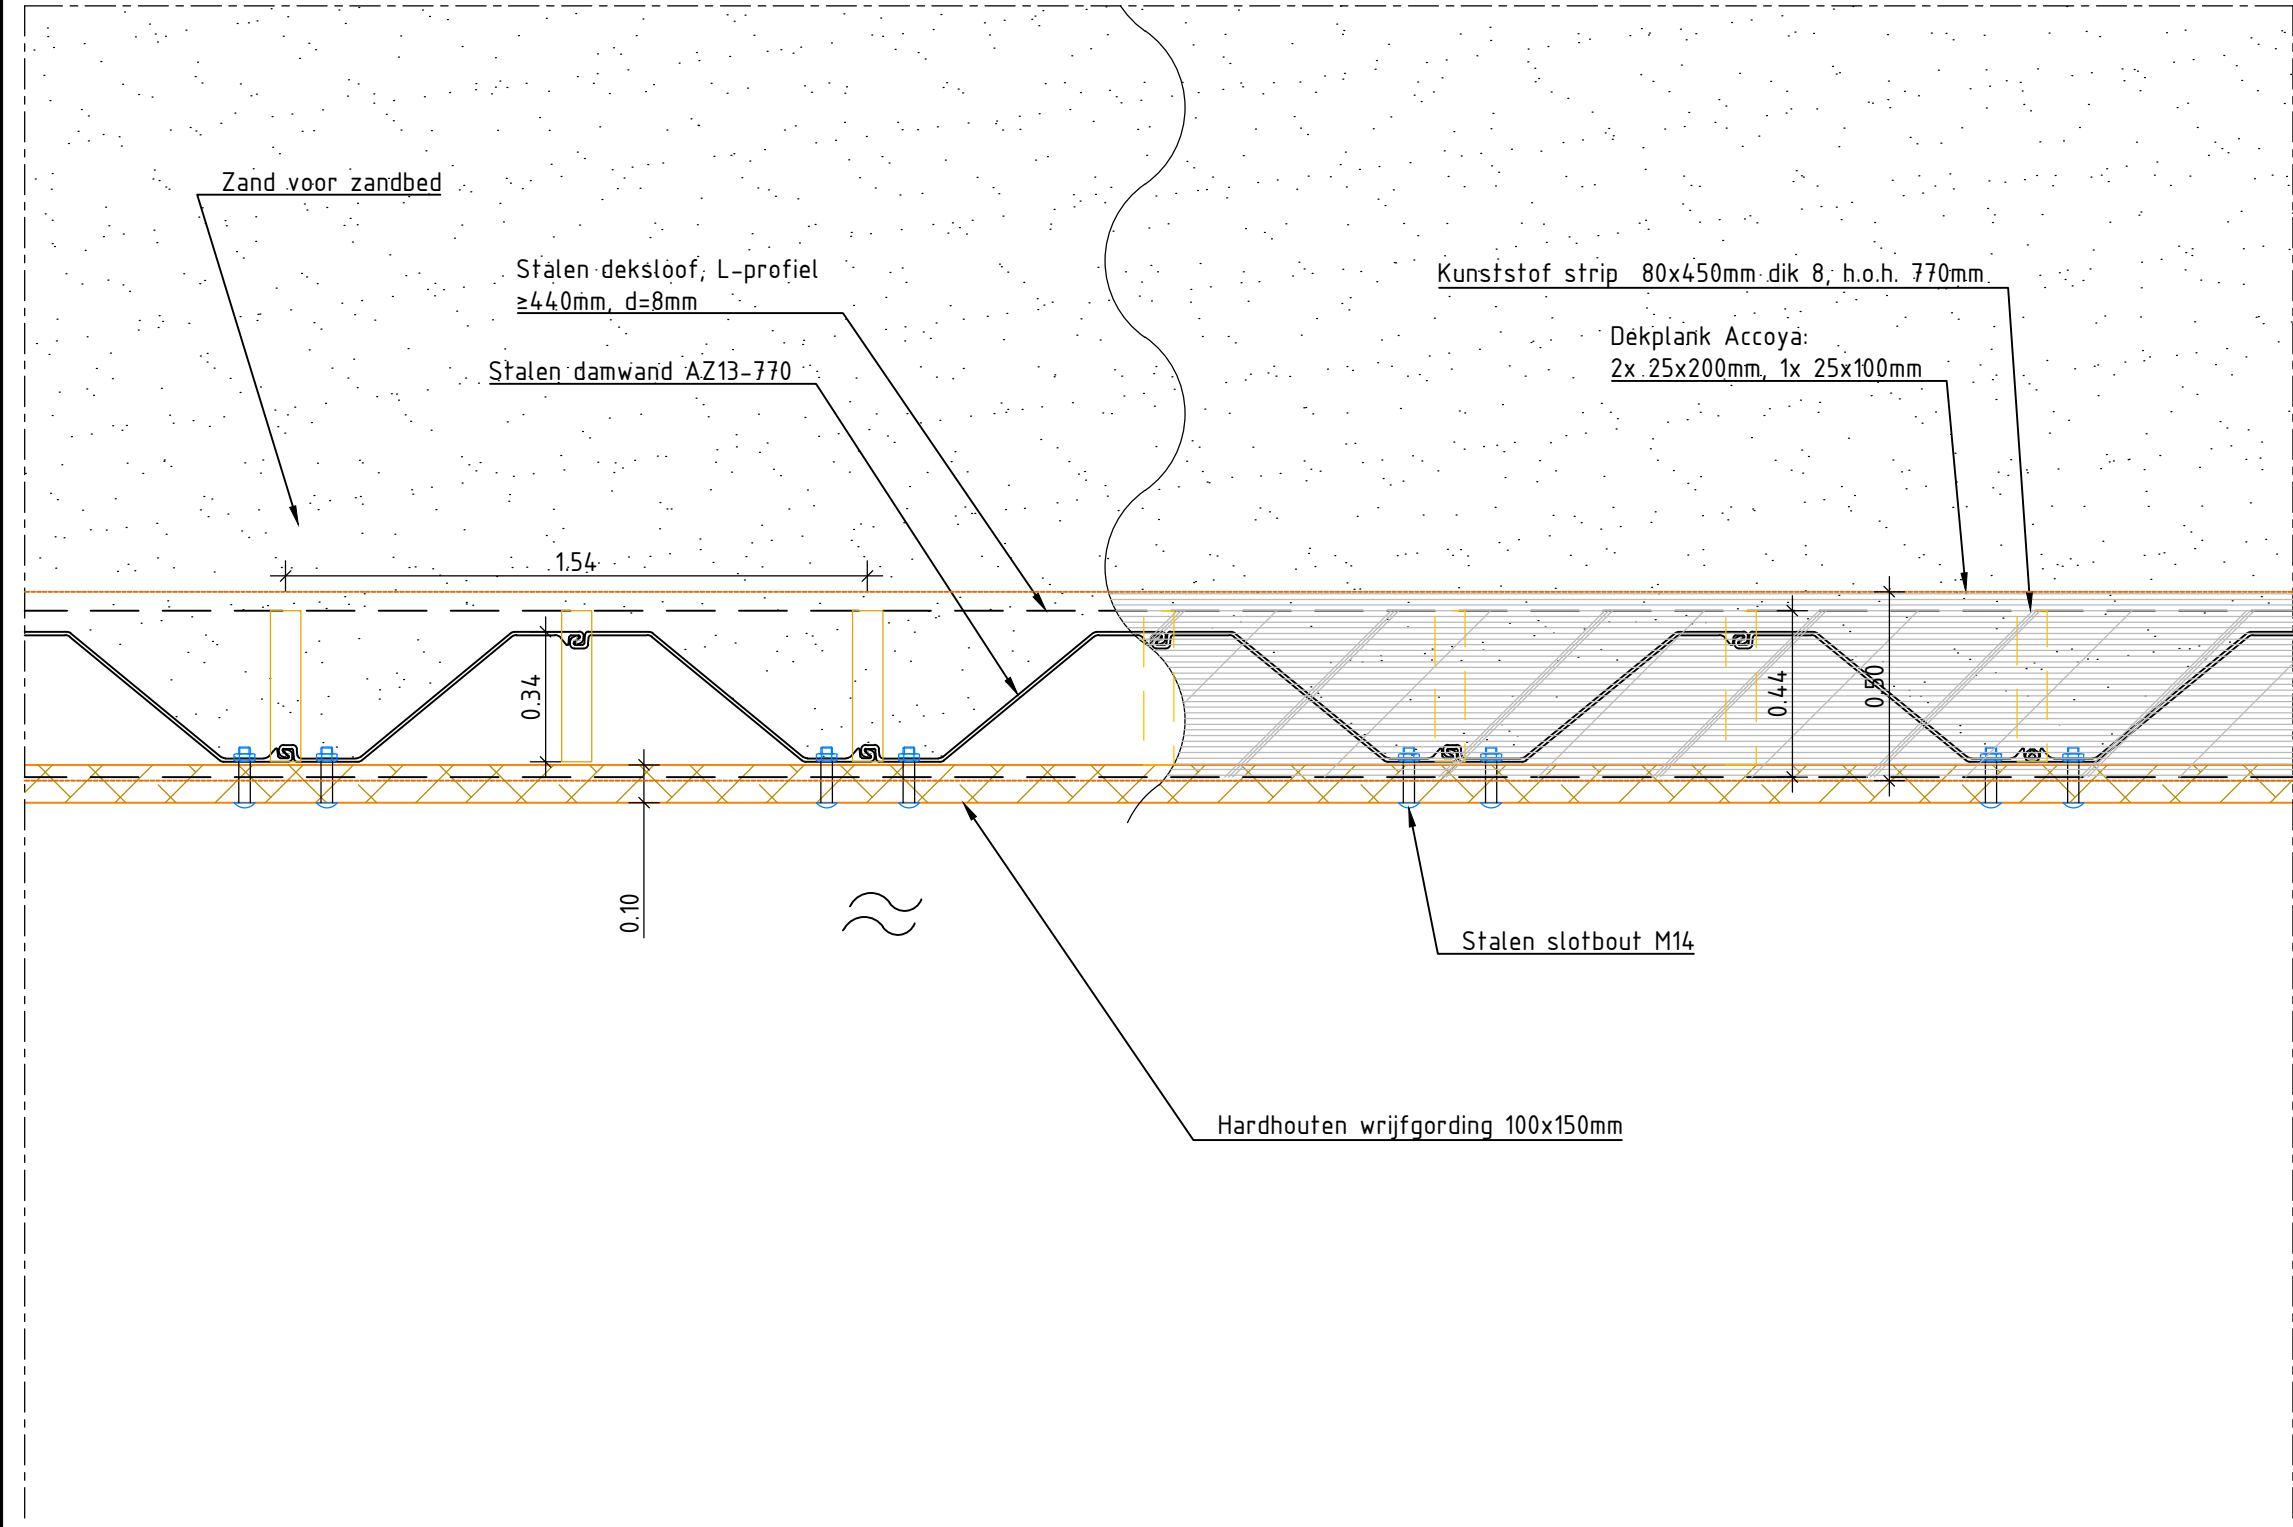 Zand voor zandbed
Stalen deksloof, L-profiel
≥440mm, d=8mm
Stalen damwand AZ13-770
Kunststof strip 80x450mm dik 8, h.o.h. 770mm
Dekplank Accoya:
2x 25x200mm, 1x 25x100mm
1.54
0.34
0.44
0.50
0.10
Stalen slotbout M14
Hardhouten wrijfgording 100x150mm